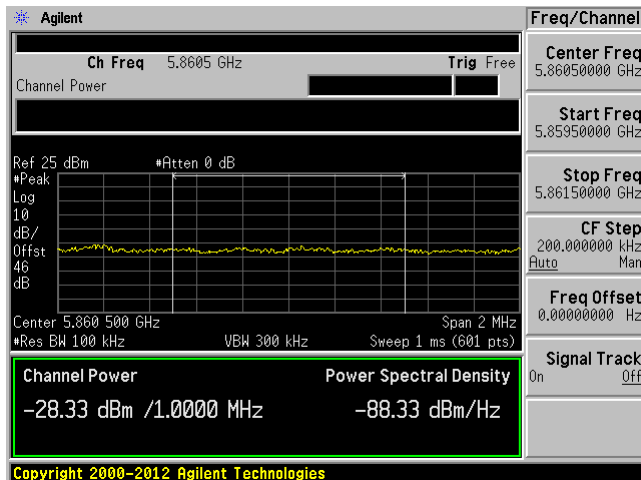 Agilent
Freq/Channel
Ch Freq 5.8605 GHz Trig Free
Channel Power
Center Freq
5.86050000 GHz
Start Freq
5.85950000 GHz
Stop Freq
5.86150000 GHz
CF Step
200.000000 kHz
Auto Man
Freq Offset
0.00000000 Hz
Signal Track
On Off
Ref 25 dBm #Atten 0 dB
#Peak
Log
10
dB/
Offst
46
dB
Center 5.860 500 GHz Span 2 MHz
#Res BW 100 kHz VBW 300 kHz Sweep 1 ms (601 pts)
Channel Power Power Spectral Density
-28.33 dBm /1.0000 MHz -88.33 dBm/Hz
Copyright 2000-2012 Agilent Technologies